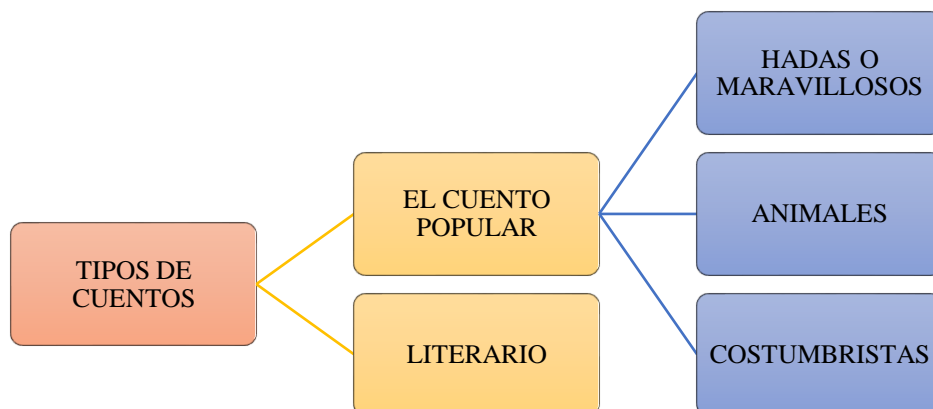 TIPOS DE
CUENTOS
EL CUENTO
POPULAR
LITERARIO
HADAS O
MARAVILLOSOS
ANIMALES
COSTUMBRISTAS